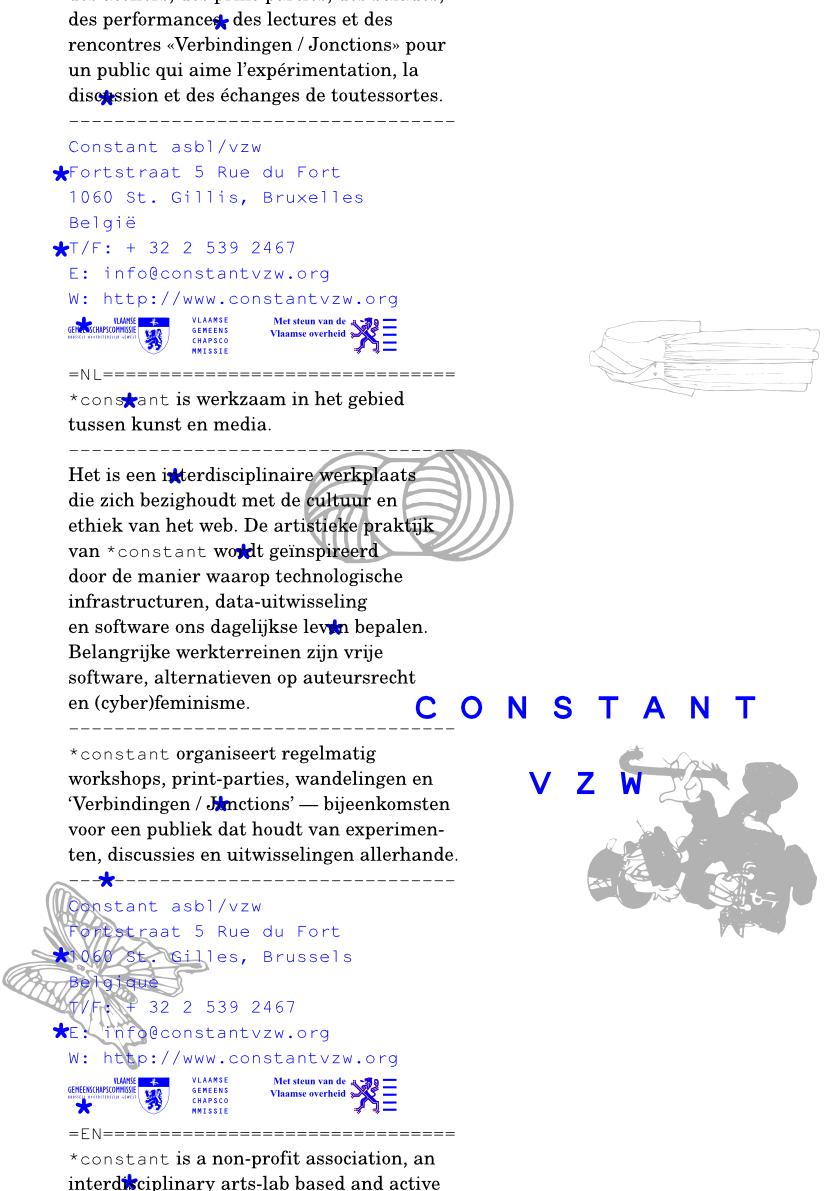 des performances, des lectures et des
rencontres «Verbindingen / Jonctions» pour
un public qui aime l'expérimentation, la
discussion et des échanges de toutessortes.
----------------------------------
Constant asbl/vzw
Fortstraat 5 Rue du Fort
1060 St. Gillis, Bruxelles
België
T/F: + 32 2 539 2467
E: info@constantvzw.org
W: http://www.constantvzw.org
VLAAMSE
GEMEENSCHAPSCOMMISSIE
VLAAMSE
GEMEENS
CHAPSCO
MMISSIE
Met steun van de
Vlaamse overheid
=NL===============================
*constant is werkzaam in het gebied
tussen kunst en media.
----------------------------------
Het is een interdisciplinaire werkplaats
die zich bezighoudt met de cultuur en
ethiek van het web. De artistieke praktijk
van *constant wordt geïnspireerd
door de manier waarop technologische
infrastructuren, data-uitwisseling
en software ons dagelijkse leven bepalen.
Belangrijke werkterreinen zijn vrije
software, alternatieven op auteursrecht
en (cyber)feminisme.
CONSTANT
VZW
----------------------------------
*constant organiseert regelmatig
workshops, print-parties, wandelingen en
‘Verbindingen / Jonctions’ — bijeenkomsten
voor een publiek dat houdt van experimen-
ten, discussies en uitwisselingen allerhande.
----------------------------------
Constant asbl/vzw
Fortstraat 5 Rue du Fort
1060 St. Gilles, Brussels
Belgique
T/F: + 32 2 539 2467
E: info@constantvzw.org
W: http://www.constantvzw.org
VLAAMSE
GEMEENSCHAPSCOMMISSIE
VLAAMSE
GEMEENS
CHAPSCO
MMISSIE
Met steun van de
Vlaamse overheid
=EN===============================
*constant is a non-profit association, an
interdisciplinary arts-lab based and active